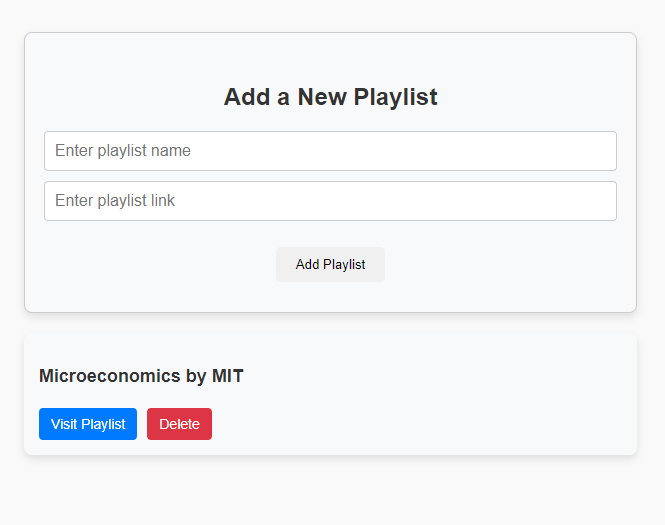 Add a New Playlist
Enter playlist name
Enter playlist link
Add Playlist
Microeconomics by MIT
Visit Playlist Delete